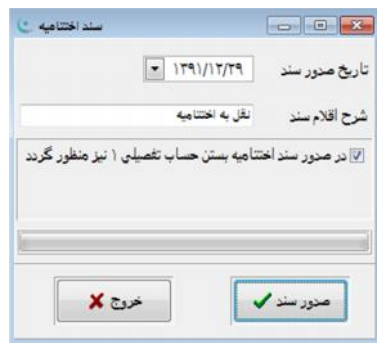 سند اختتامیه
تاریخ صدور سند ۱۳۹۱/۱۲/۲۹
شرح اقلام سند نقل به اختتامیه
در صدور سند اختتامیه بستن حساب تفصیلی ۱ نیز منظور گردد
صدور سند خروج